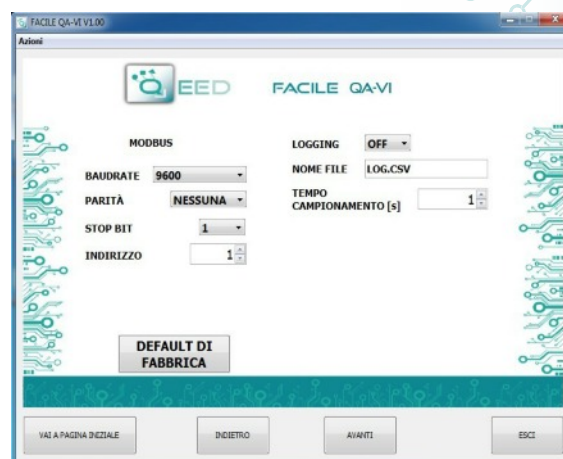 FACILE QA-VI V1.00
Azioni
QEED FACILE QA-VI
MODBUS
BAUDRATE 9600
PARITÀ NESSUNA
STOP BIT 1
INDIRIZZO 1
LOGGING OFF
NOME FILE LOG.CSV
TEMPO
CAMPIONAMENTO [s] 1
DEFAULT DI
FABBRICA
VAI A PAGINA INIZIALE INDIETRO AVANTI ESCI